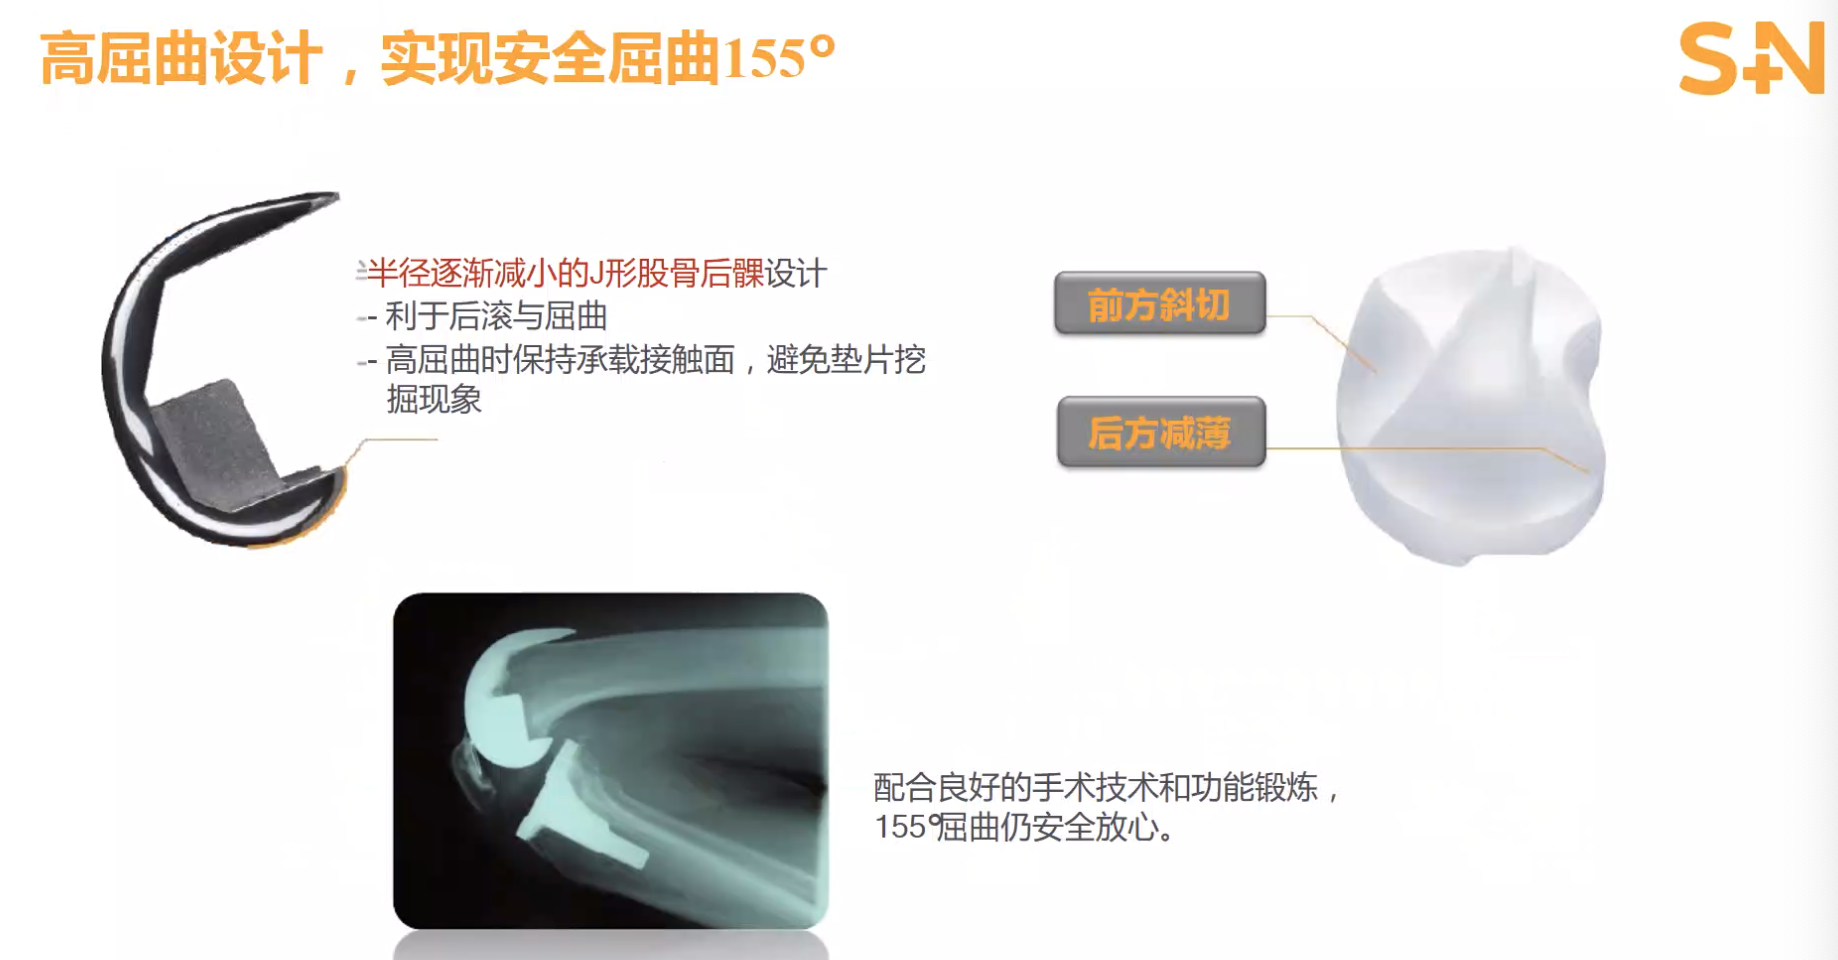 高屈曲设计，实现安全屈曲155°
S+N
半径逐渐减小的J形股骨后髁设计
- 利于后滚与屈曲
- 高屈曲时保持承载接触面，避免垫片挖
掘现象
前方斜切
后方减薄
配合良好的手术技术和功能锻炼，
155°屈曲仍安全放心。